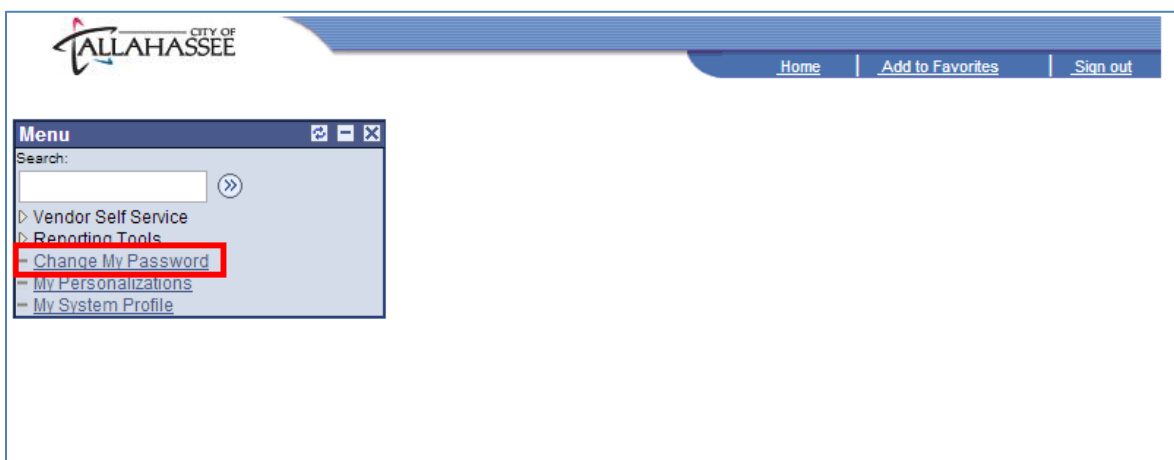 CITY OF
TALLAHASSEE
Home Add to Favorites Sign out
Menu
Search:
Vendor Self Service
Reporting Tools
Change My Password
My Personalizations
My System Profile